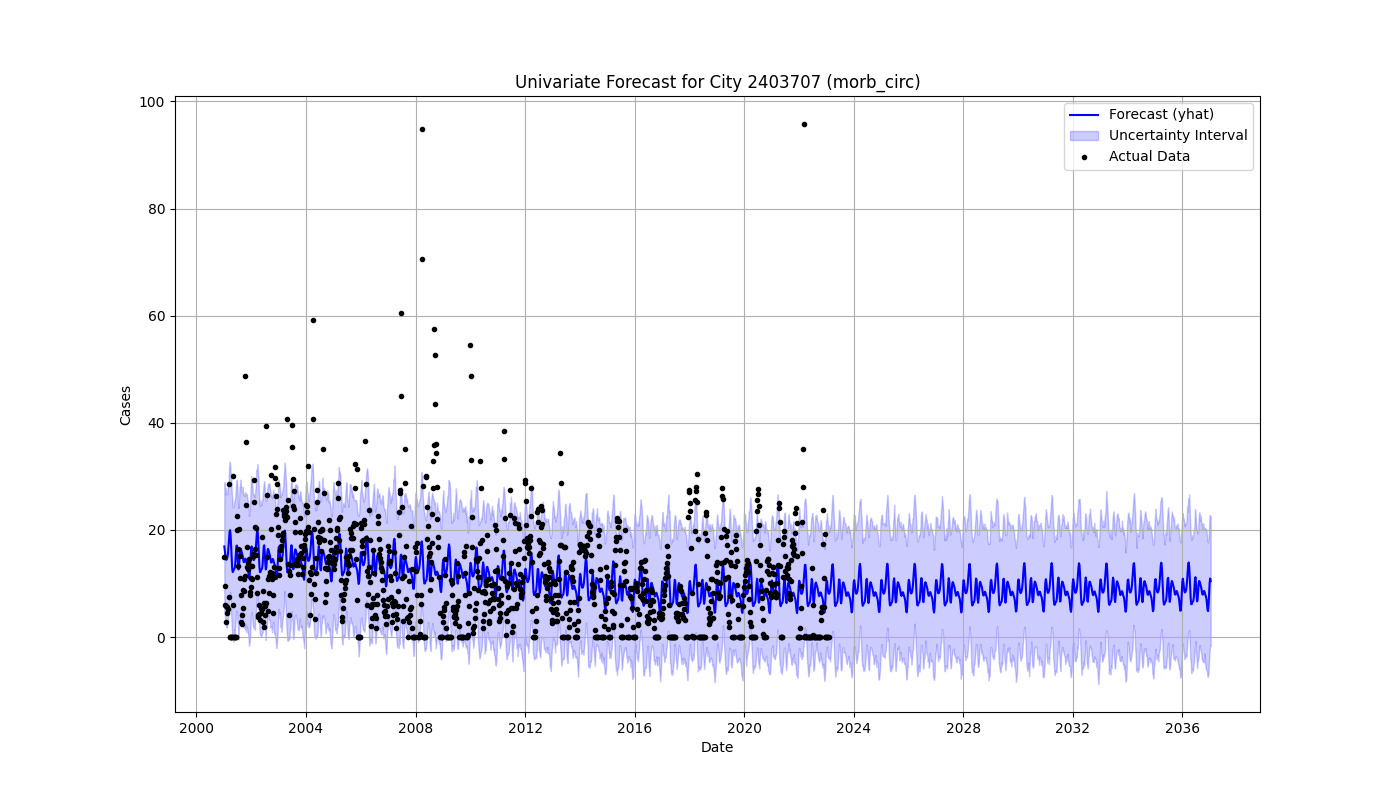 Univariate Forecast for City 2403707 (morb_circ)
100
80
60
40
20
0
Cases
Forecast (yhat)
Uncertainty Interval
Actual Data
2000 2004 2008 2012 2016 2020 2024 2028 2032 2036
Date